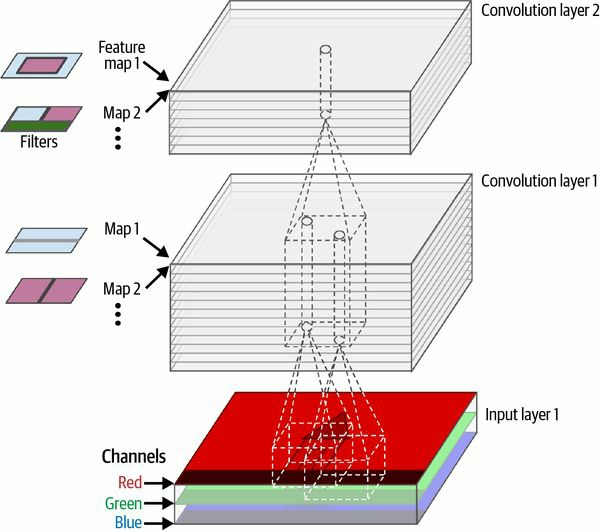 Convolution layer 2
Feature
map 1
Map 2
Filters
Convolution layer 1
Map 1
Map 2
Input layer 1
Channels
Red
Green
Blue